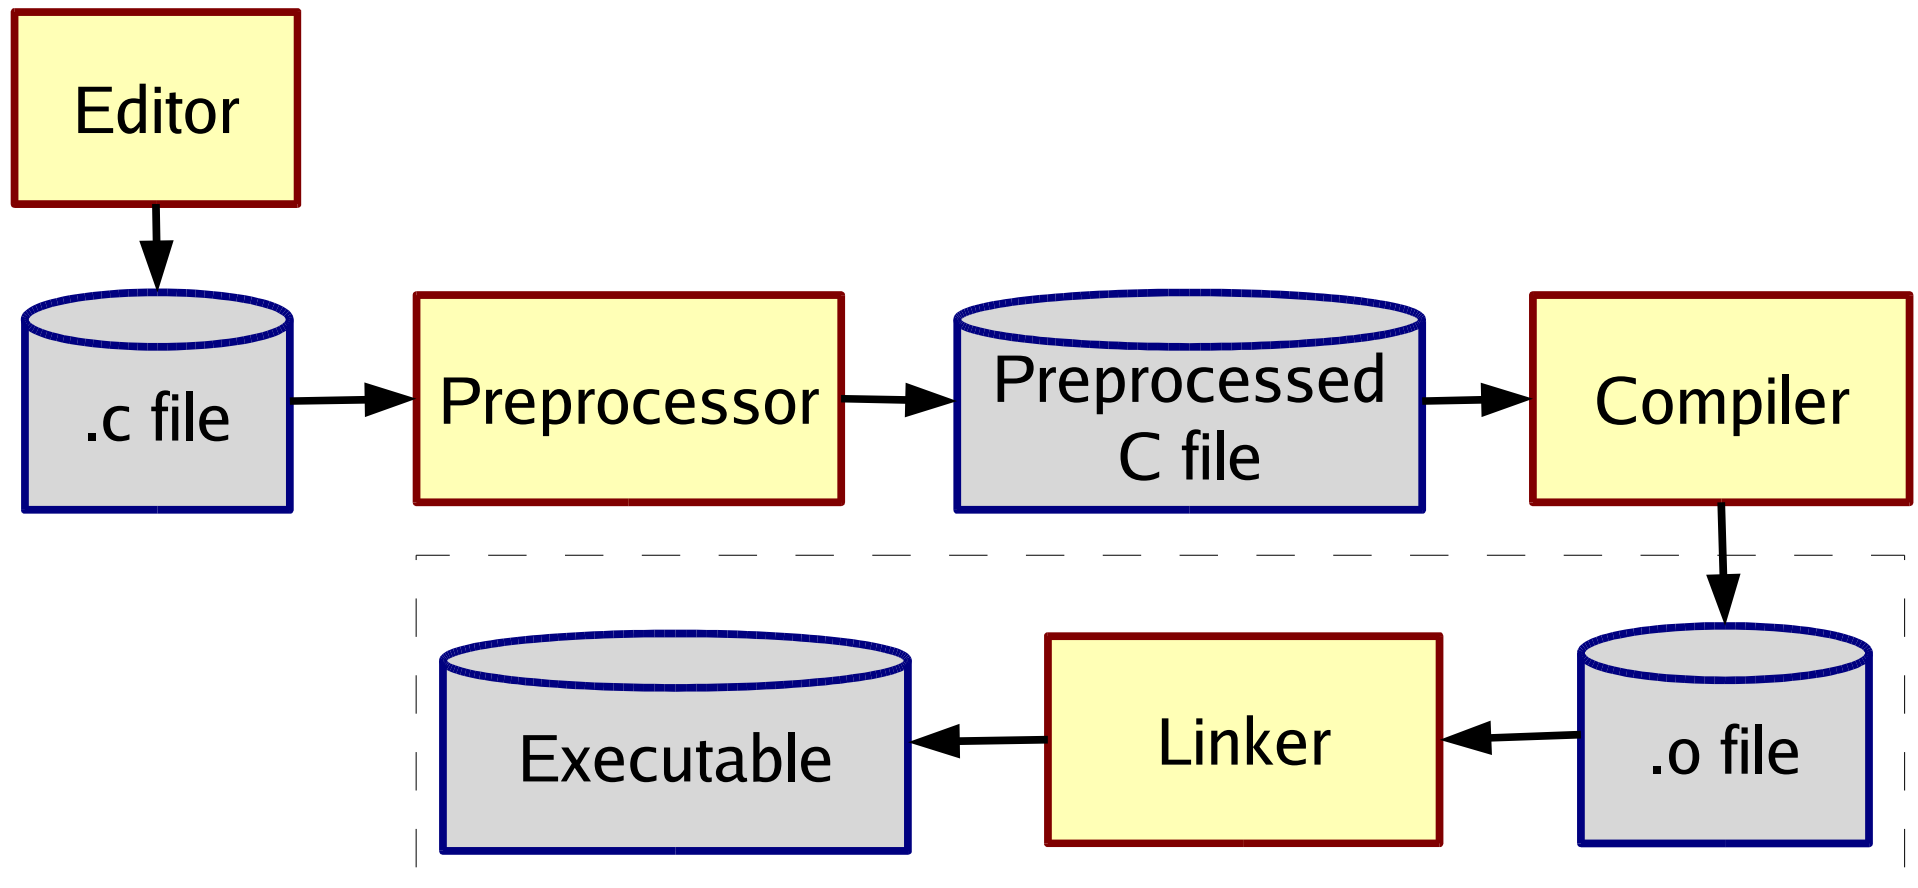 Editor
.c file
Preprocessor
Preprocessed
C file
Compiler
Executable
Linker
.o file